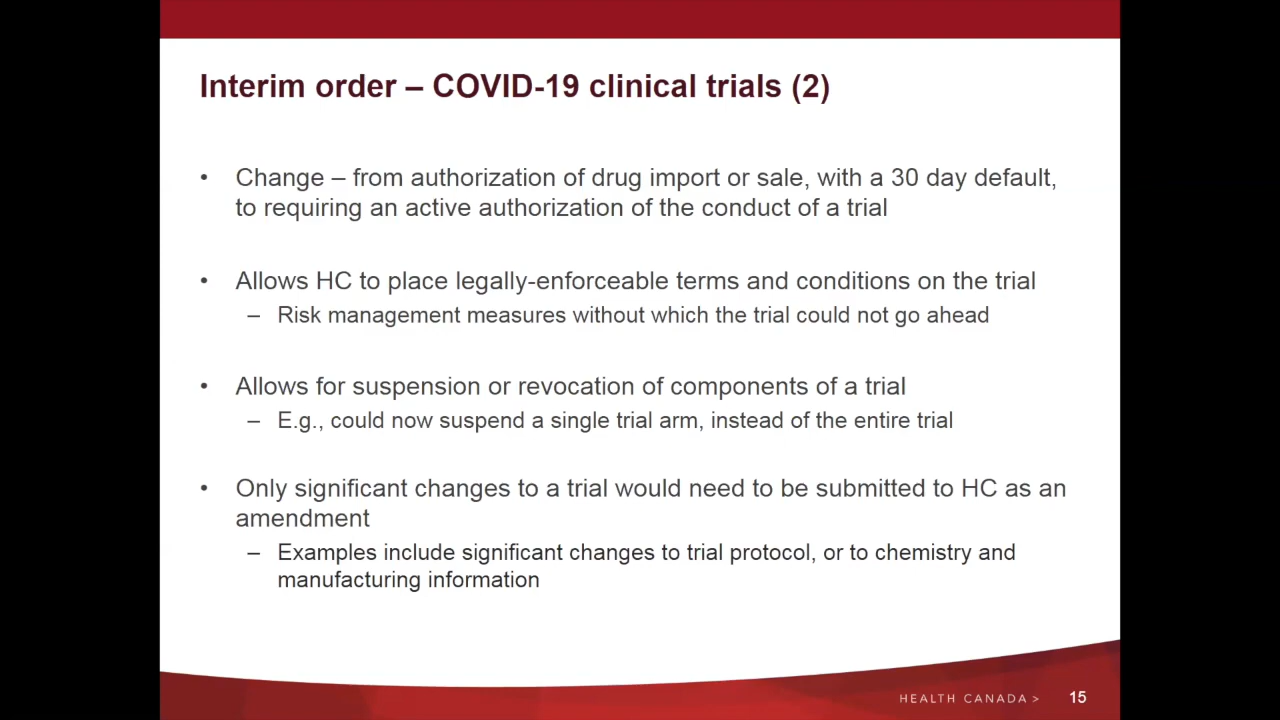 Interim order – COVID-19 clinical trials (2)
• Change – from authorization of drug import or sale, with a 30 day default,
to requiring an active authorization of the conduct of a trial
• Allows HC to place legally-enforceable terms and conditions on the trial
– Risk management measures without which the trial could not go ahead
• Allows for suspension or revocation of components of a trial
– E.g., could now suspend a single trial arm, instead of the entire trial
• Only significant changes to a trial would need to be submitted to HC as an
amendment
– Examples include significant changes to trial protocol, or to chemistry and
manufacturing information
HEALTH CANADA > 15